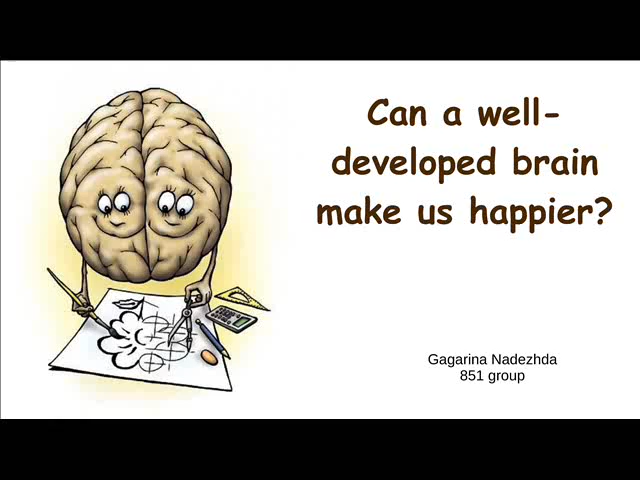 Can a well-
developed brain
make us happier?
Gagarina Nadezhda
851 group